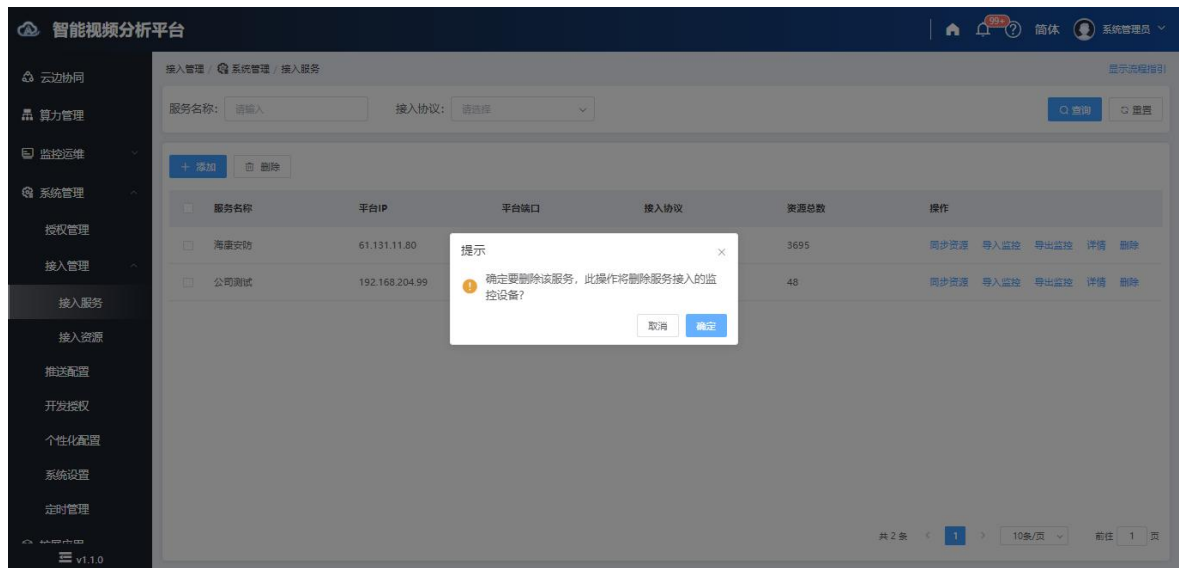 智能视频分析平台
99+
简体 系统管理员
云边协同
算力管理
监控运维
系统管理
授权管理
接入管理
接入服务
接入资源
推送配置
开发授权
个性化配置
系统设置
定时管理
v1.1.0
接入管理 / 系统管理 / 接入服务 显示流程指引
服务名称: 请输入 接入协议: 请选择 查询 重置
+ 添加 删除
服务名称 平台IP 平台端口 接入协议 资源总数 操作
海康安防 61.131.11.80 3695 同步资源 导入监控 导出监控 详情 删除
公司测试 192.168.204.99 48 同步资源 导入监控 导出监控 详情 删除
提示
确定要删除该服务，此操作将删除服务接入的监
控设备？
取消 确定
共 2 条 1 10条/页 前往 1 页